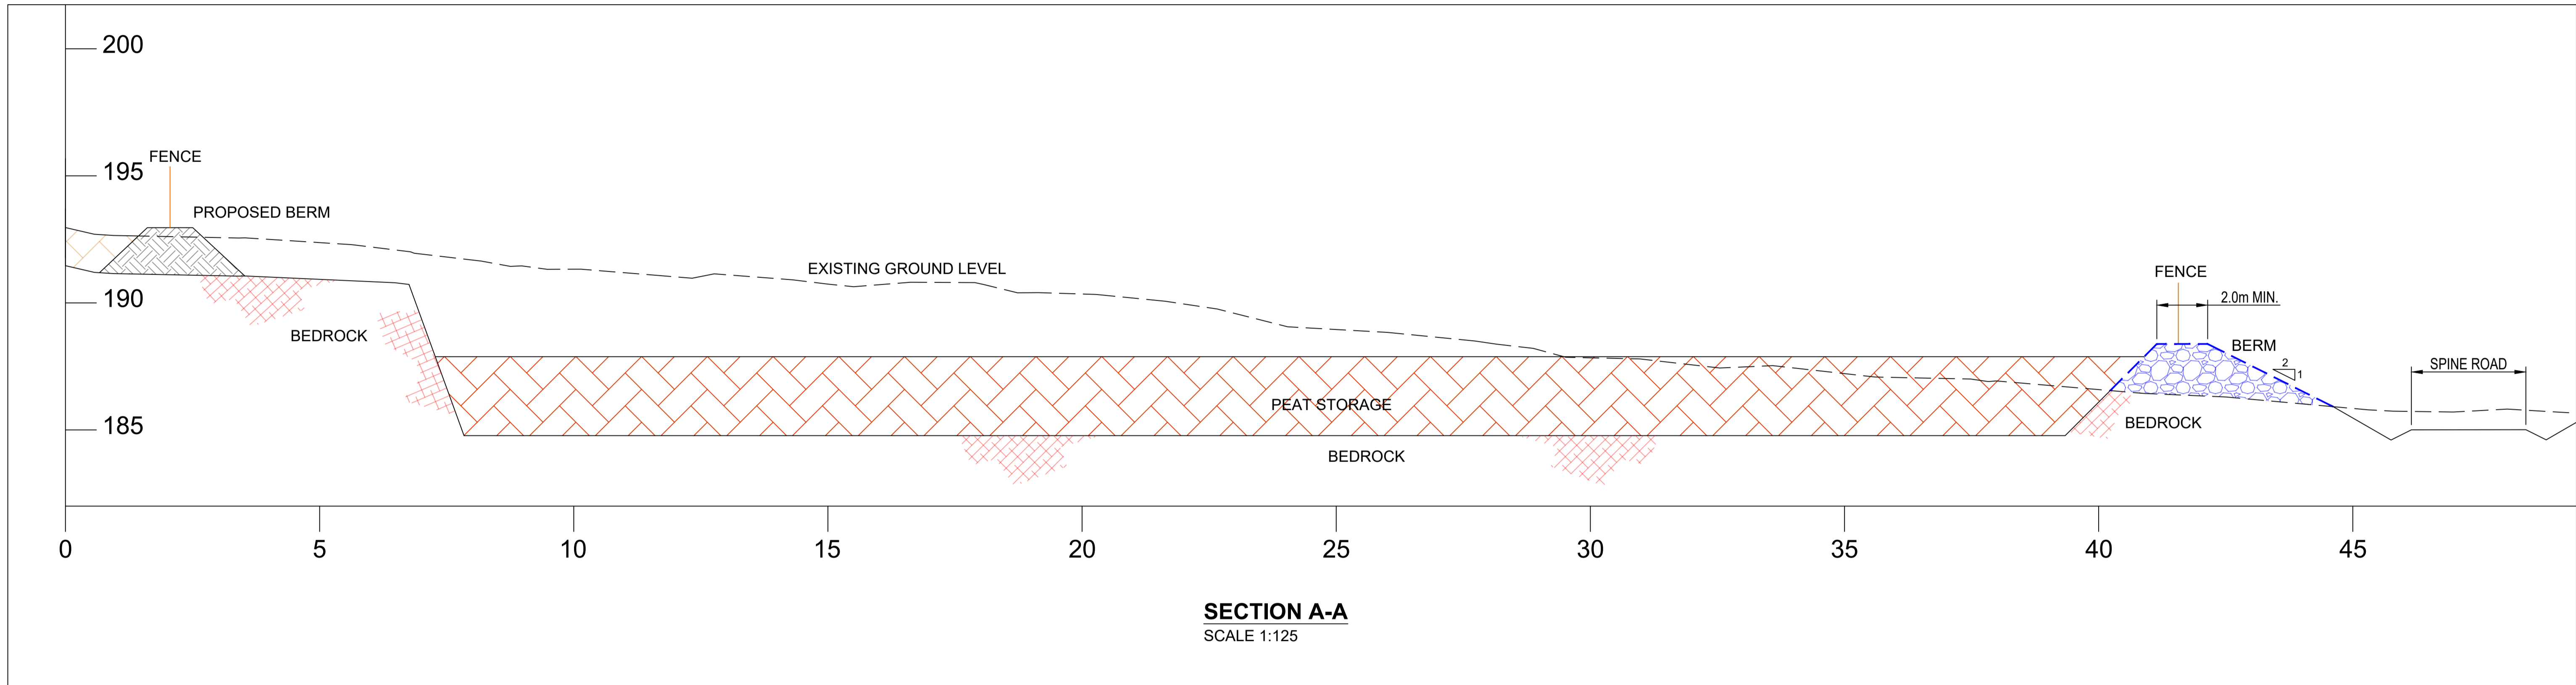 200
FENCE
195
PROPOSED BERM
EXISTING GROUND LEVEL
FENCE
190
2.0m MIN.
BEDROCK
BERM
2
1
SPINE ROAD
PEAT STORAGE
185
BEDROCK
BEDROCK
0 5 10 15 20 25 30 35 40 45
SECTION A-A
SCALE 1:125